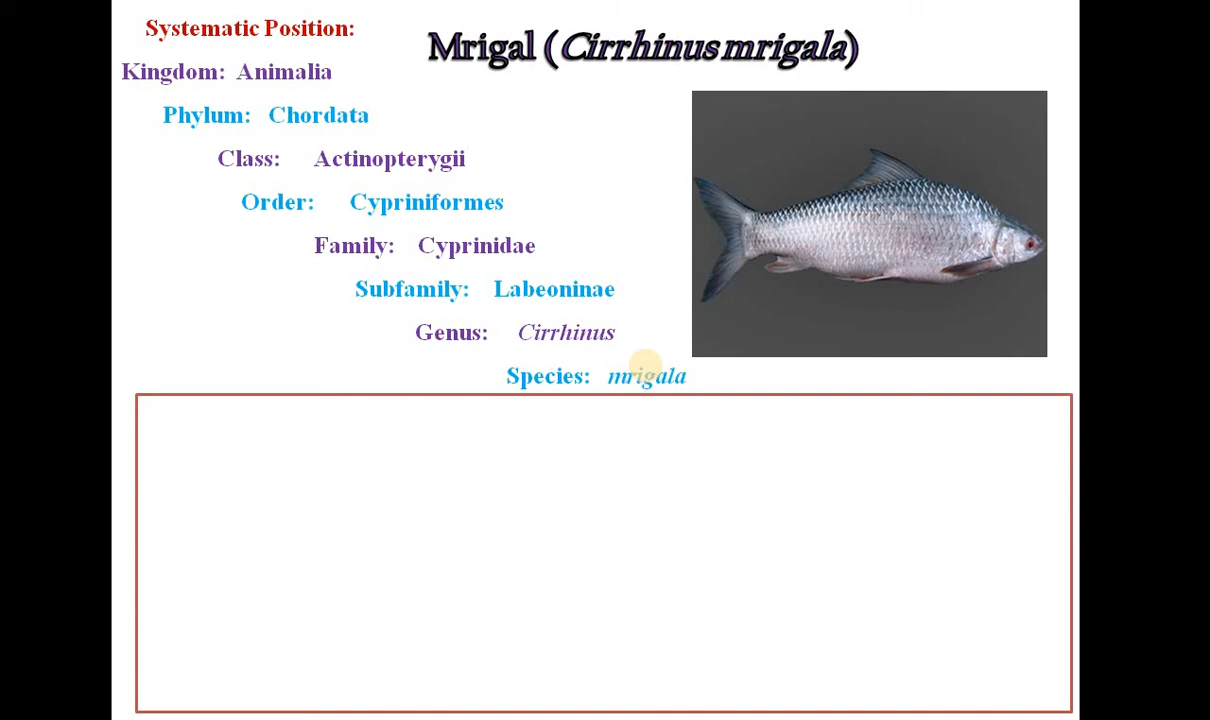 Systematic Position:
Mrigal (Cirrhinus mrigala)
Kingdom: Animalia
Phylum: Chordata
Class: Actinopterygii
Order: Cypriniformes
Family: Cyprinidae
Subfamily: Labeoninae
Genus: Cirrhinus
Species: mrigala